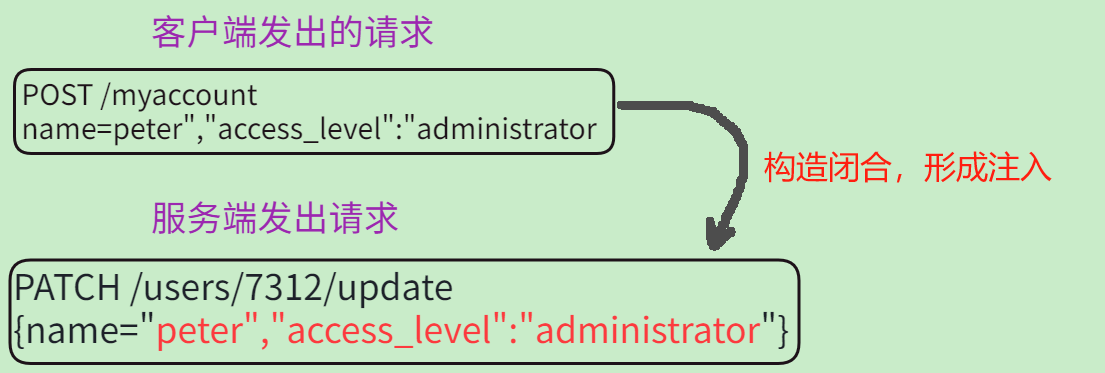 客户端发出的请求
POST /myaccount
name=peter","access_level":"administrator
构造闭合，形成注入
服务端发出请求
PATCH /users/7312/update
{name="peter","access_level":"administrator"}